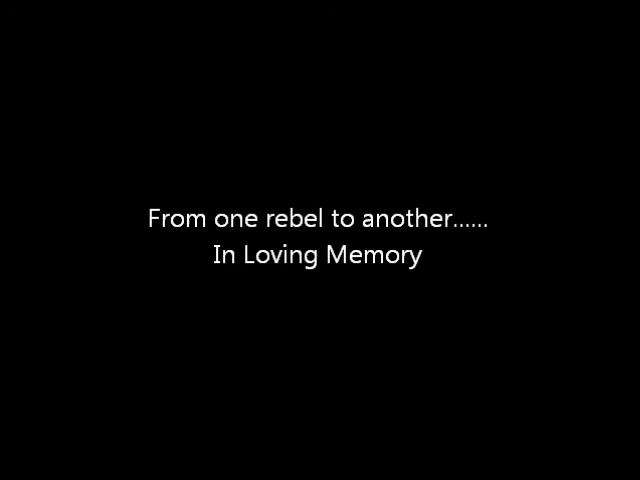 From one rebel to another......
In Loving Memory